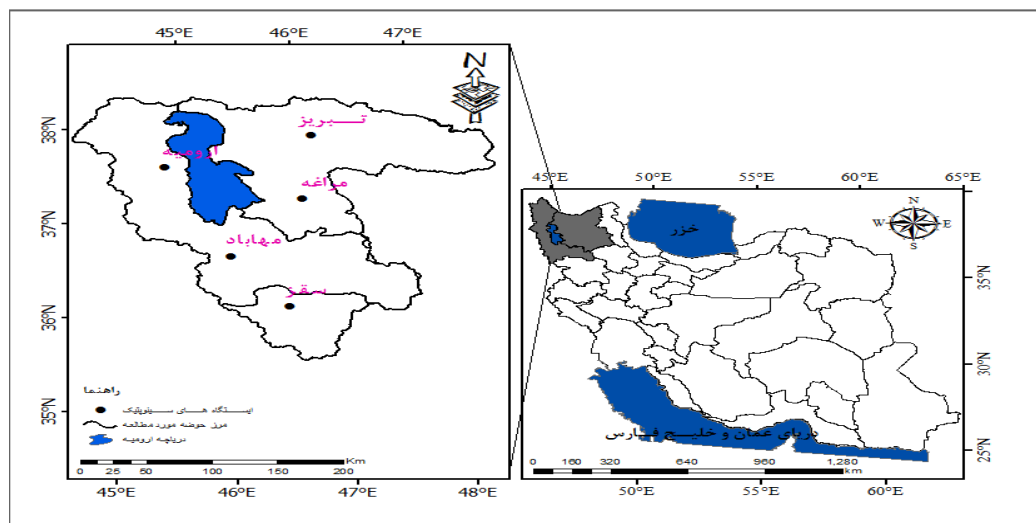 45°E 46°E 47°E
N
38°N
37°N
36°N
35°N
تـــبریز
ارومیه
مراغه
مهاباد
سقز
راهنما
ایستگاه های سینوپتیک
مرز حوضه مورد مطالعه
دریاچه ارومیه
0 25 50 100 150 200 Km
45°E 46°E 47°E 48°E
45°E 50°E 55°E 60°E 65°E
N
W E
S
خزر
35°N
30°N
25°N
دریای عمان و خلیج فارس
0 160 320 640 960 1,280 km
50°E 55°E 60°E